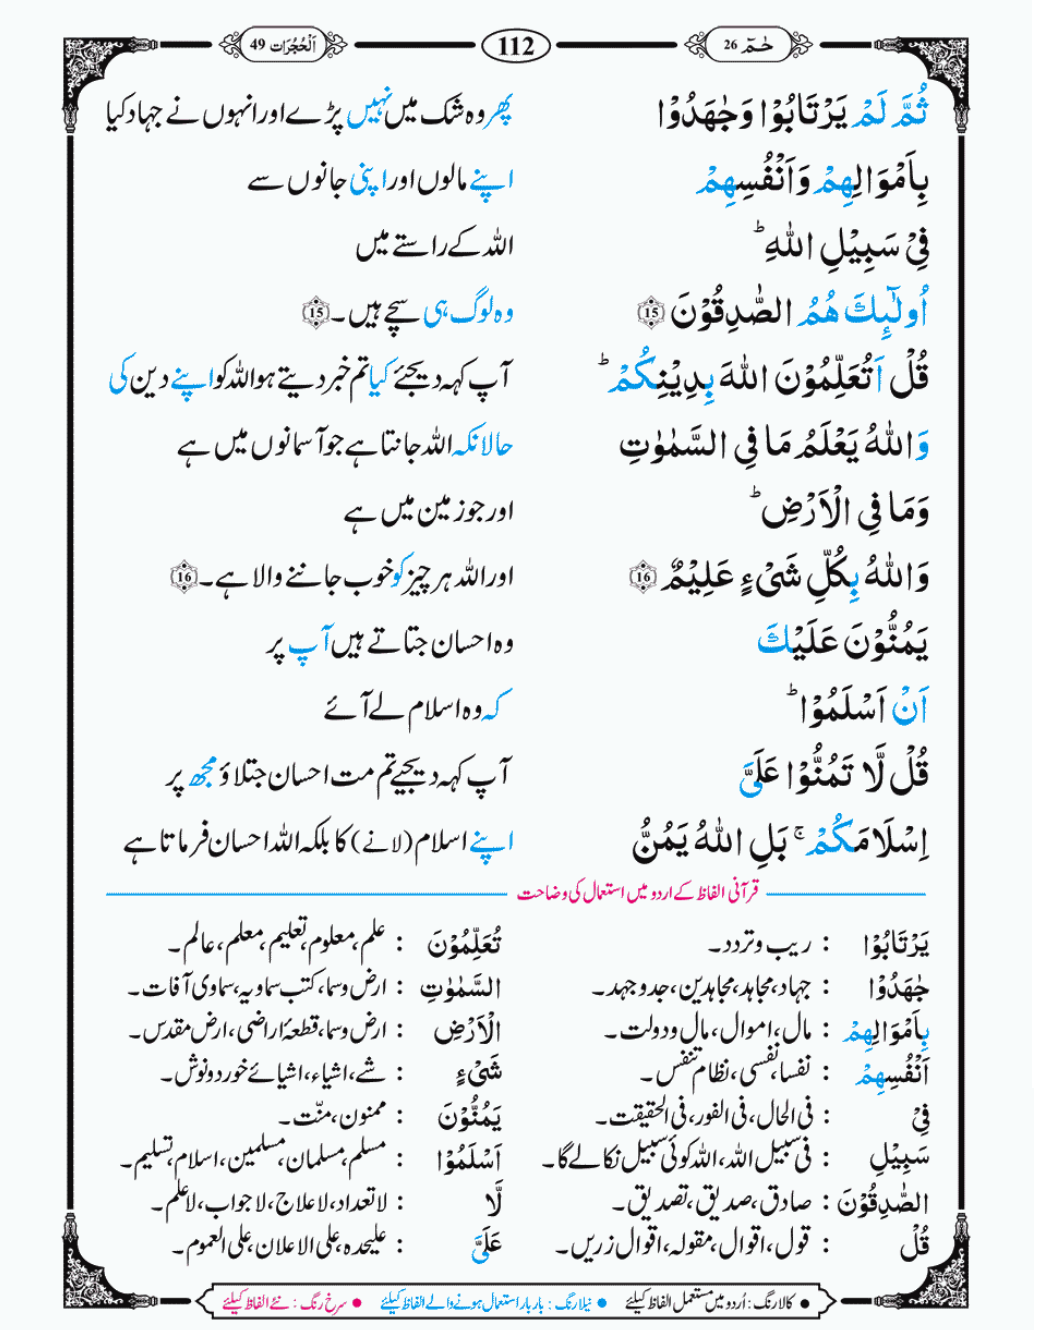 حٰمٓ 26 112 اَلْحُجُرَات 49
ثُمَّ لَمْ يَرْتَابُوْا وَجٰهَدُوْا پھر وہ شک میں نہیں پڑے اور انہوں نے جہاد کیا
بِاَمْوَالِهِمْ وَاَنْفُسِهِمْ اپنے مالوں اور اپنی جانوں سے
فِيْ سَبِيْلِ اللّٰهِ ؕ اللہ کے راستے میں
اُولٰٓئِكَ هُمُ الصّٰدِقُوْنَ 15 وہ لوگ ہی سچے ہیں۔ 15
قُلْ اَتُعَلِّمُوْنَ اللّٰهَ بِدِيْنِكُمْ ؕ آپ کہہ دیجئے کیا تم خبر دیتے ہو اللہ کو اپنے دین کی
وَاللّٰهُ يَعْلَمُ مَا فِي السَّمٰوٰتِ حالانکہ اللہ جانتا ہے جو آسمانوں میں ہے
وَمَا فِي الْاَرْضِ ؕ اور جو زمین میں ہے
وَاللّٰهُ بِكُلِّ شَيْءٍ عَلِيْمٌ 16 اور اللہ ہر چیز کو خوب جاننے والا ہے۔ 16
يَمُنُّوْنَ عَلَيْكَ وہ احسان جتاتے ہیں آپ پر
اَنْ اَسْلَمُوْا ؕ کہ وہ اسلام لے آئے
قُلْ لَّا تَمُنُّوْا عَلَيَّ آپ کہہ دیجیے تم مت احسان جتلاؤ مجھ پر
اِسْلَامَكُمْ ۚ بَلِ اللّٰهُ يَمُنُّ اپنے اسلام (لانے) کا بلکہ اللہ احسان فرماتا ہے
قرآنی الفاظ کے اردو میں استعمال کی وضاحت
يَرْتَابُوْا : ریب و تردد۔ تُعَلِّمُوْنَ : علم، معلوم، تعلیم، معلم، عالم۔
جٰهَدُوْا : جہاد، مجاہد، مجاہدین، جدوجہد۔ السَّمٰوٰتِ : ارض و سما، کتب سماویہ، سماوی آفات۔
بِاَمْوَالِهِمْ : مال، اموال، مال و دولت۔ الْاَرْضِ : ارض و سما، قطعۂ اراضی، ارض مقدس۔
اَنْفُسِهِمْ : نفسا نفسی، نظام تنفس۔ شَيْءٍ : شے، اشیاء، اشیائے خورد و نوش۔
فِيْ : فی الحال، فی الفور، فی الحقیقت۔ يَمُنُّوْنَ : ممنون، منّت۔
سَبِيْلِ : فی سبیل اللہ، اللہ کوئی سبیل نکالے گا۔ اَسْلَمُوْا : مسلم، مسلمان، مسلمین، اسلام، تسلیم۔
الصّٰدِقُوْنَ : صادق، صدیق، تصدیق۔ لَّا : لاتعداد، لاعلاج، لاجواب، لاعلم۔
قُلْ : قول، اقوال، مقولہ، اقوال زریں۔ عَلَيَّ : علیحدہ، علی الاعلان، علی العموم۔
● کالا رنگ : اُردو میں مستعمل الفاظ کیلئے ● نیلا رنگ : بار بار استعمال ہونے والے الفاظ کیلئے ● سرخ رنگ : نئے الفاظ کیلئے